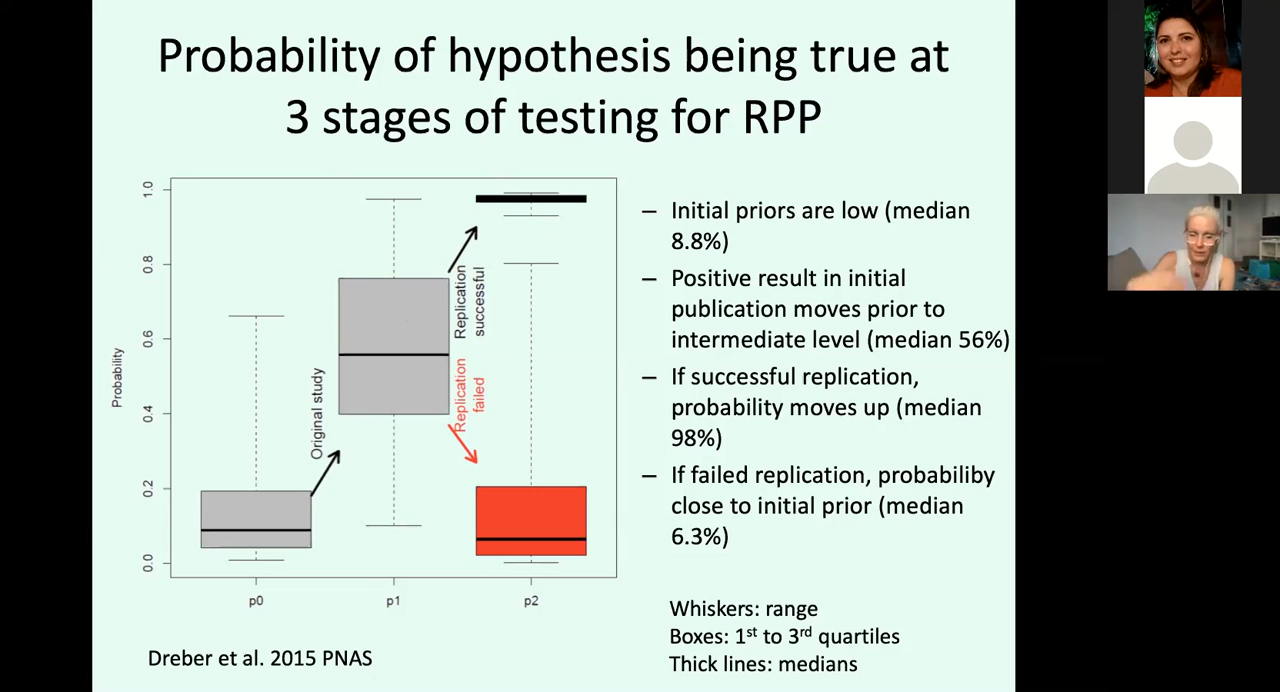 Probability of hypothesis being true at
3 stages of testing for RPP
Probability
0.0
0.2
0.4
0.6
0.8
1.0
p0
p1
p2
Original study
Replication
successful
Replication
failed
– Initial priors are low (median
8.8%)
– Positive result in initial
publication moves prior to
intermediate level (median 56%)
– If successful replication,
probability moves up (median
98%)
– If failed replication, probabiliby
close to initial prior (median
6.3%)
Whiskers: range
Boxes: 1st to 3rd quartiles
Thick lines: medians
Dreber et al. 2015 PNAS